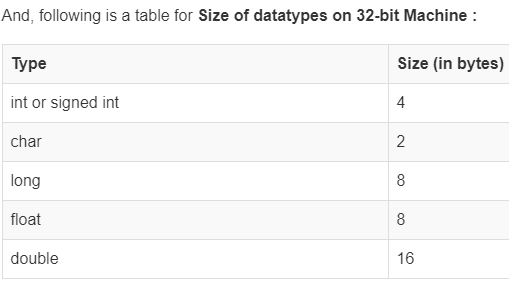 And, following is a table for Size of datatypes on 32-bit Machine :
Type Size (in bytes)
int or signed int 4
char 2
long 8
float 8
double 16